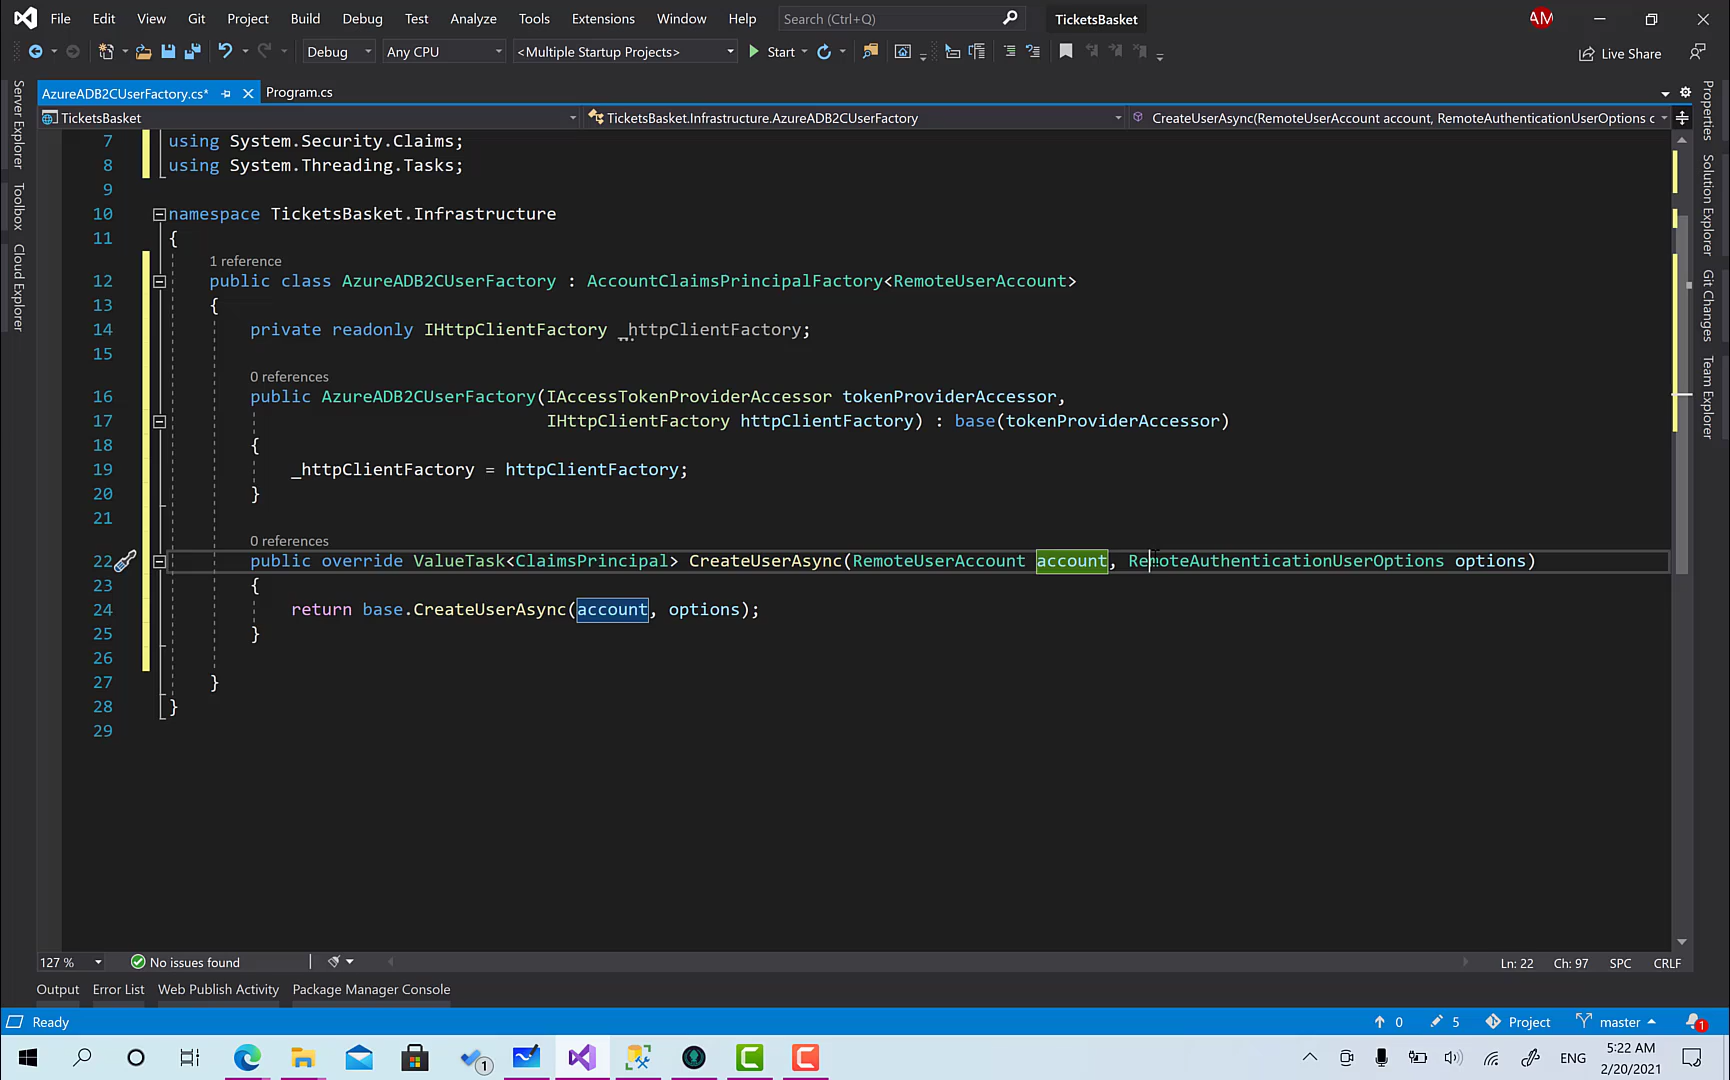 File Edit View Git Project Build Debug Test Analyze Tools Extensions Window Help Search (Ctrl+Q) TicketsBasket AM
Debug Any CPU <Multiple Startup Projects> Start Live Share
AzureADB2CUserFactory.cs* Program.cs
TicketsBasket TicketsBasket.Infrastructure.AzureADB2CUserFactory CreateUserAsync(RemoteUserAccount account, RemoteAuthenticationUserOptions c
Server Explorer
Toolbox
Cloud Explorer
7 using System.Security.Claims;
8 using System.Threading.Tasks;
9
10 namespace TicketsBasket.Infrastructure
11 {
1 reference
12 public class AzureADB2CUserFactory : AccountClaimsPrincipalFactory<RemoteUserAccount>
13 {
14 private readonly IHttpClientFactory _httpClientFactory;
15
0 references
16 public AzureADB2CUserFactory(IAccessTokenProviderAccessor tokenProviderAccessor,
17 IHttpClientFactory httpClientFactory) : base(tokenProviderAccessor)
18 {
19 _httpClientFactory = httpClientFactory;
20 }
21
0 references
22 public override ValueTask<ClaimsPrincipal> CreateUserAsync(RemoteUserAccount account, RemoteAuthenticationUserOptions options)
23 {
24 return base.CreateUserAsync(account, options);
25 }
26
27 }
28 }
29
Properties
Solution Explorer
Git Changes
Team Explorer
127 % No issues found Ln: 22 Ch: 97 SPC CRLF
Output Error List Web Publish Activity Package Manager Console
Ready 0 5 Project master 1
1 ENG 5:22 AM
2/20/2021